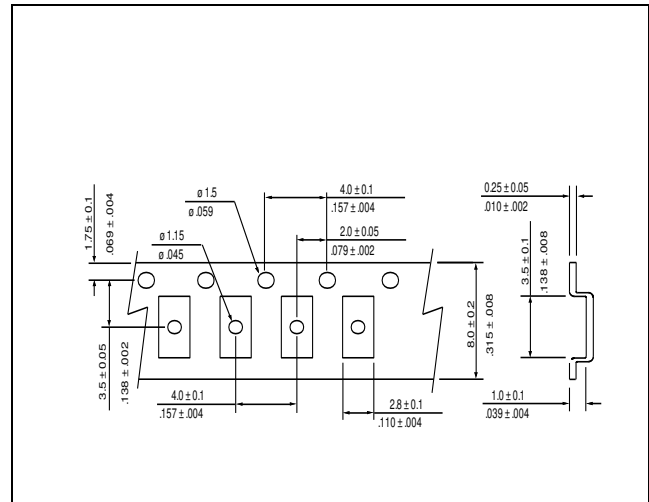 1.75 ± 0.1
.069 ± .004
ø 1.5
ø .059
4.0 ± 0.1
.157 ± .004
0.25 ± 0.05
.010 ± .002
ø 1.15
ø .045
2.0 ± 0.05
.079 ± .002
3.5 ± 0.1
.138 ± .008
8.0 ± 0.2
.315 ± .008
3.5 ± 0.05
.138 ± .002
4.0 ± 0.1
.157 ± .004
2.8 ± 0.1
.110 ± .004
1.0 ± 0.1
.039 ± .004